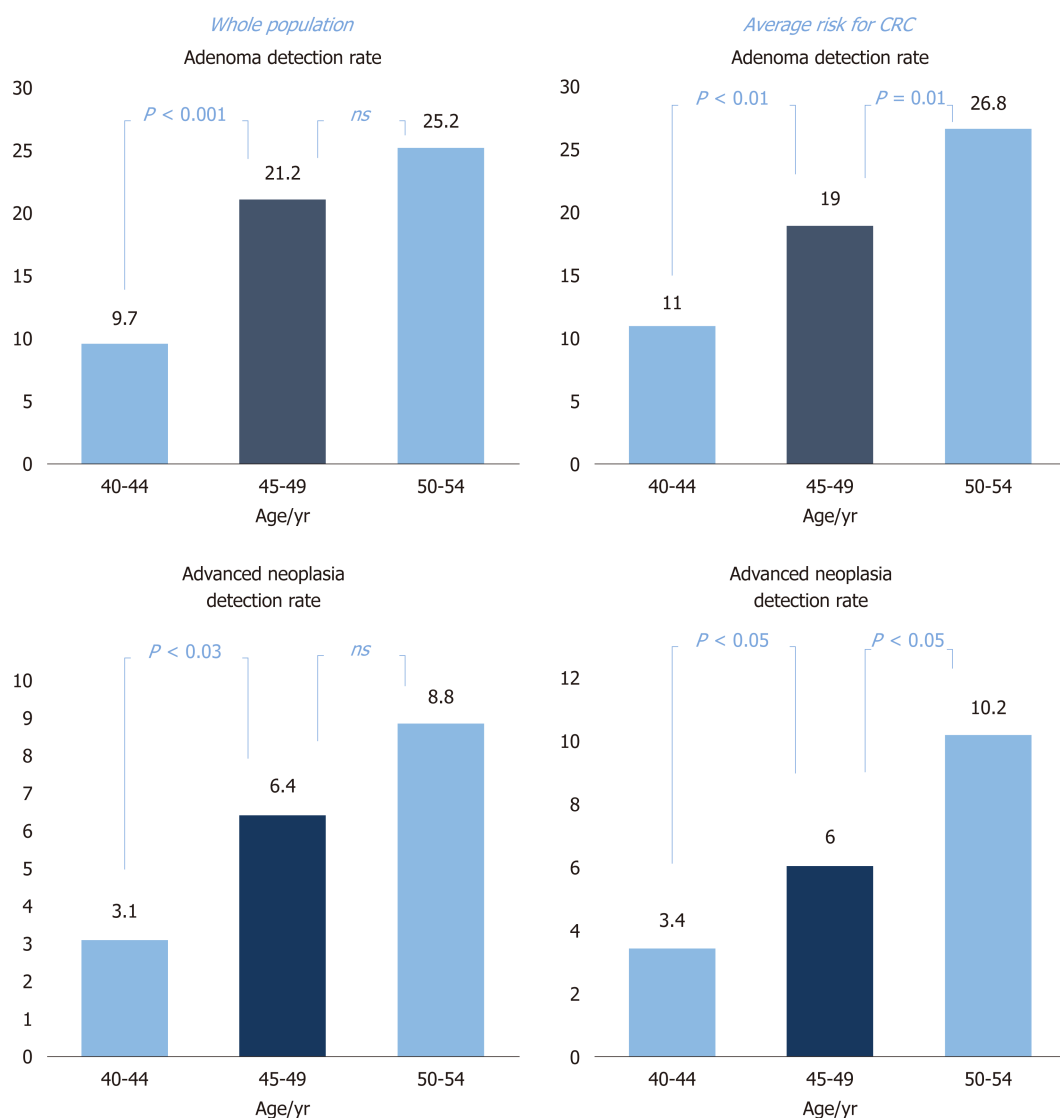 Whole population
Adenoma detection rate
30
25
20
15
10
5
0
P < 0.001
ns
9.7
21.2
25.2
40-44
45-49
50-54
Age/yr
Average risk for CRC
Adenoma detection rate
30
25
20
15
10
5
0
P < 0.01
P = 0.01
11
19
26.8
40-44
45-49
50-54
Age/yr
Advanced neoplasia
detection rate
10
9
8
7
6
5
4
3
2
1
0
P < 0.03
ns
3.1
6.4
8.8
40-44
45-49
50-54
Age/yr
Advanced neoplasia
detection rate
12
10
8
6
4
2
0
P < 0.05
P < 0.05
3.4
6
10.2
40-44
45-49
50-54
Age/yr